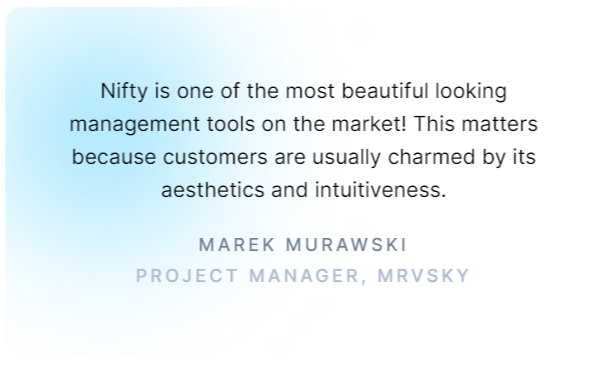 Nifty is one of the most beautiful looking
management tools on the market! This matters
because customers are usually charmed by its
aesthetics and intuitiveness.
MAREK MURAWSKI
PROJECT MANAGER, MRVSKY